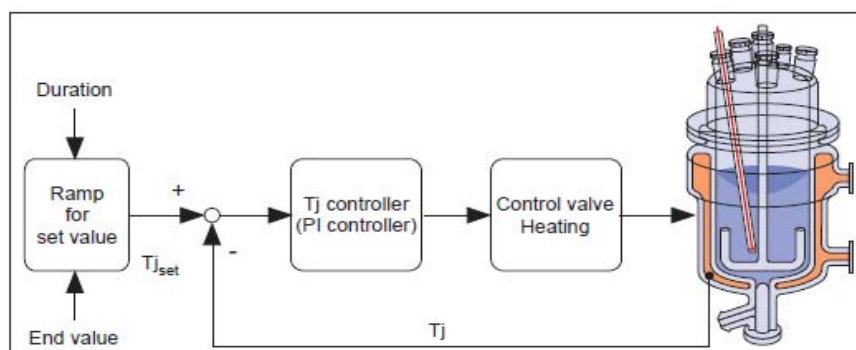 Duration
Ramp
for
set value
End value
+
-
Tjset
Tj controller
(PI controller)
Control valve
Heating
Tj